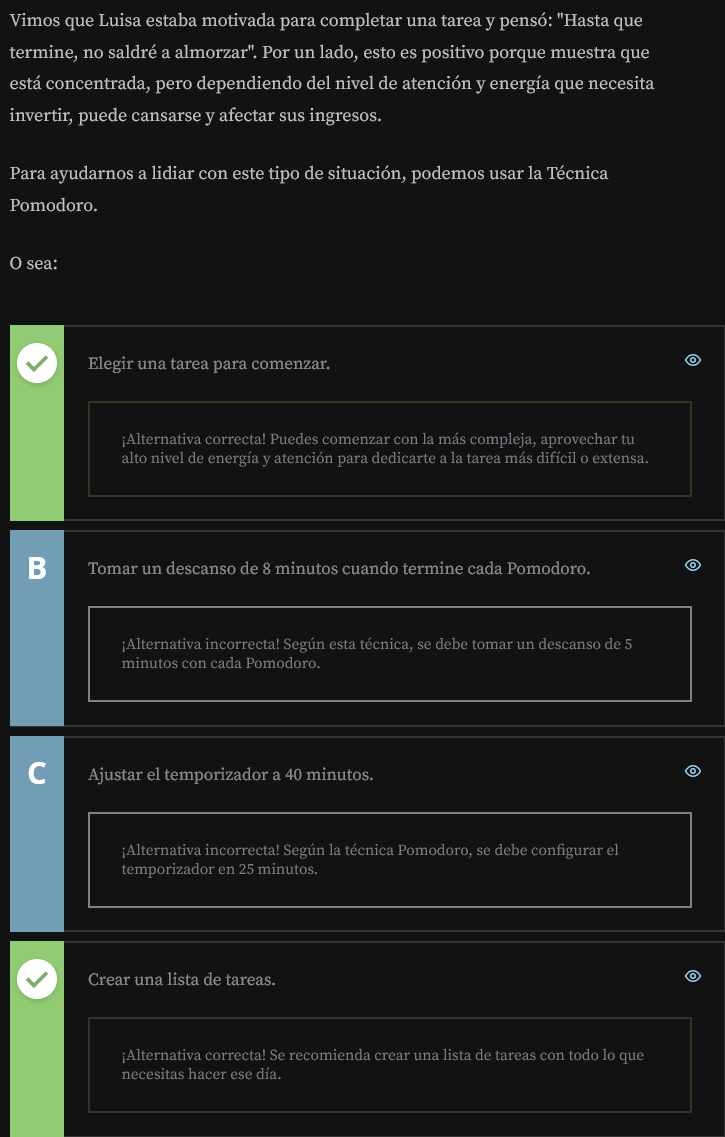 Vimos que Luisa estaba motivada para completar una tarea y pensó: "Hasta que
termine, no saldré a almorzar". Por un lado, esto es positivo porque muestra que
está concentrada, pero dependiendo del nivel de atención y energía que necesita
invertir, puede cansarse y afectar sus ingresos.
Para ayudarnos a lidiar con este tipo de situación, podemos usar la Técnica
Pomodoro.
O sea:
Elegir una tarea para comenzar.
¡Alternativa correcta! Puedes comenzar con la más compleja, aprovechar tu
alto nivel de energía y atención para dedicarte a la tarea más difícil o extensa.
B
Tomar un descanso de 8 minutos cuando termine cada Pomodoro.
¡Alternativa incorrecta! Según esta técnica, se debe tomar un descanso de 5
minutos con cada Pomodoro.
C
Ajustar el temporizador a 40 minutos.
¡Alternativa incorrecta! Según la técnica Pomodoro, se debe configurar el
temporizador en 25 minutos.
Crear una lista de tareas.
¡Alternativa correcta! Se recomienda crear una lista de tareas con todo lo que
necesitas hacer ese día.